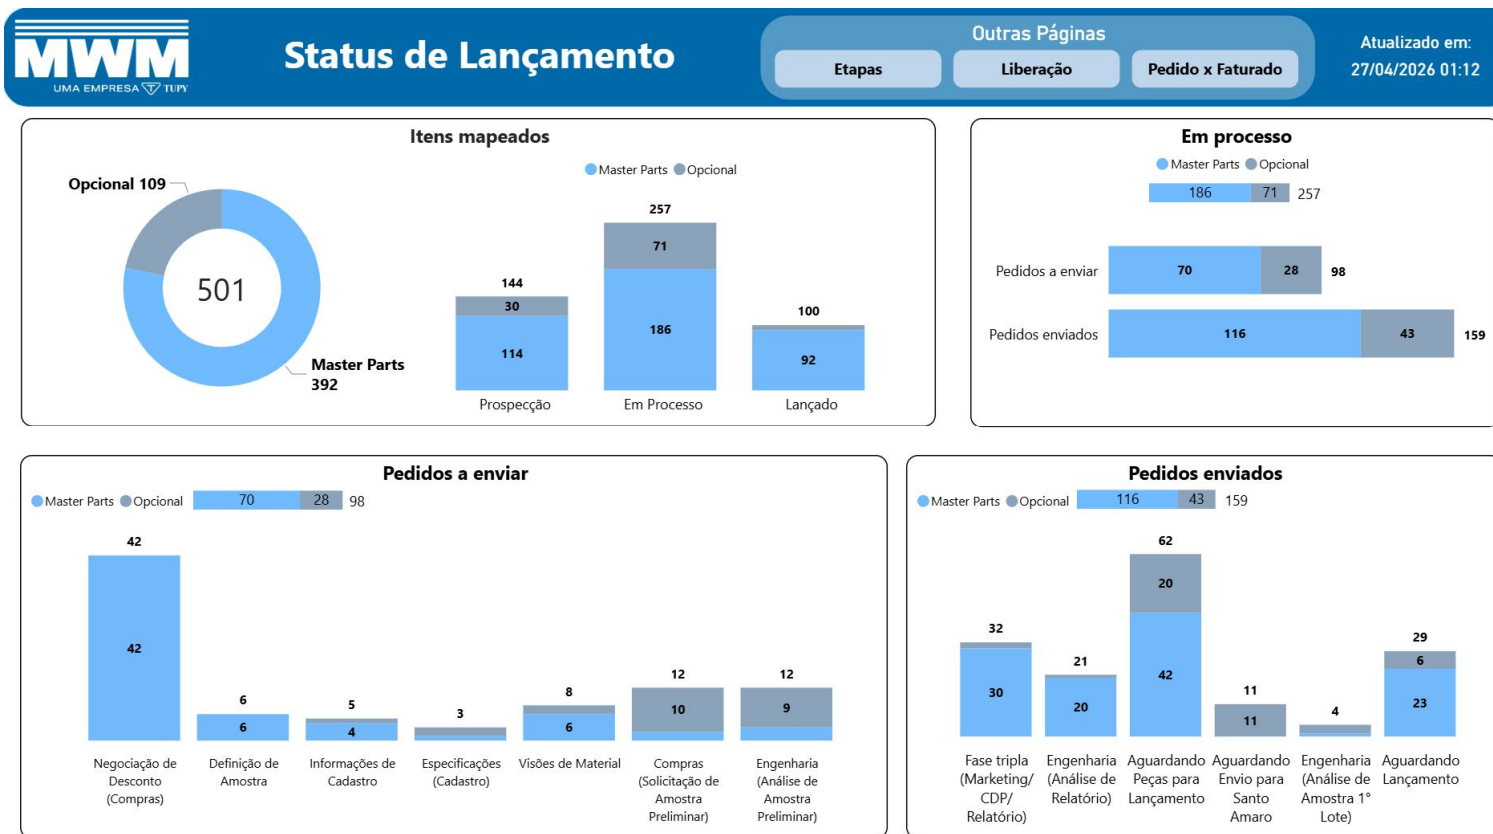 MWM
UMA EMPRESA T TUPY
Status de Lançamento
Outras Páginas
Etapas
Liberação
Pedido x Faturado
Atualizado em:
27/04/2026 01:12
Itens mapeados
Opcional 109
501
Master Parts
392
Master Parts Opcional
257
71
186
144
30
114
100
92
Prospecção
Em Processo
Lançado
Em processo
Master Parts Opcional
186 71 257
Pedidos a enviar 70 28 98
Pedidos enviados 116 43 159
Pedidos a enviar
Master Parts Opcional 70 28 98
42
42
6
6
5
4
3
8
6
12
10
12
9
Negociação de
Desconto
(Compras)
Definição de
Amostra
Informações de
Cadastro
Especificações
(Cadastro)
Visões de Material
Compras
(Solicitação de
Amostra
Preliminar)
Engenharia
(Análise de
Amostra
Preliminar)
Pedidos enviados
Master Parts Opcional 116 43 159
32
30
21
20
62
20
42
11
11
4
29
6
23
Fase tripla
(Marketing/
CDP/
Relatório)
Engenharia
(Análise de
Relatório)
Aguardando
Peças para
Lançamento
Aguardando
Envio para
Santo
Amaro
Engenharia
(Análise de
Amostra 1°
Lote)
Aguardando
Lançamento